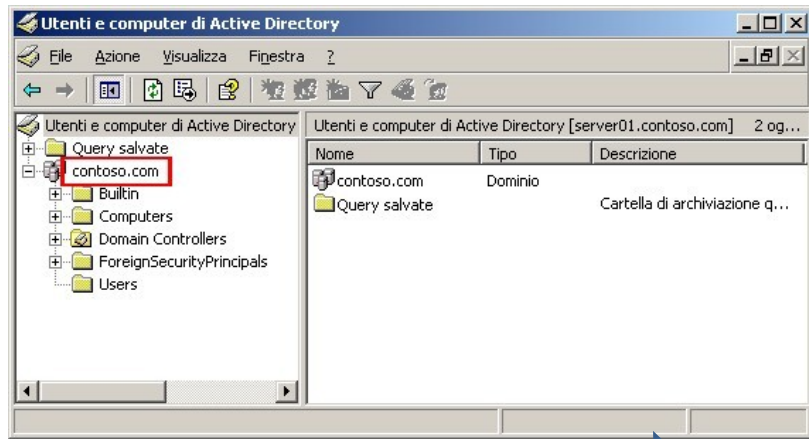 Utenti e computer di Active Directory
File Azione Visualizza Finestra ?
Utenti e computer di Active Directory
Query salvate
contoso.com
Builtin
Computers
Domain Controllers
ForeignSecurityPrincipals
Users
Utenti e computer di Active Directory [server01.contoso.com] 2 og...
Nome Tipo Descrizione
contoso.com Dominio
Query salvate Cartella di archiviazione q...